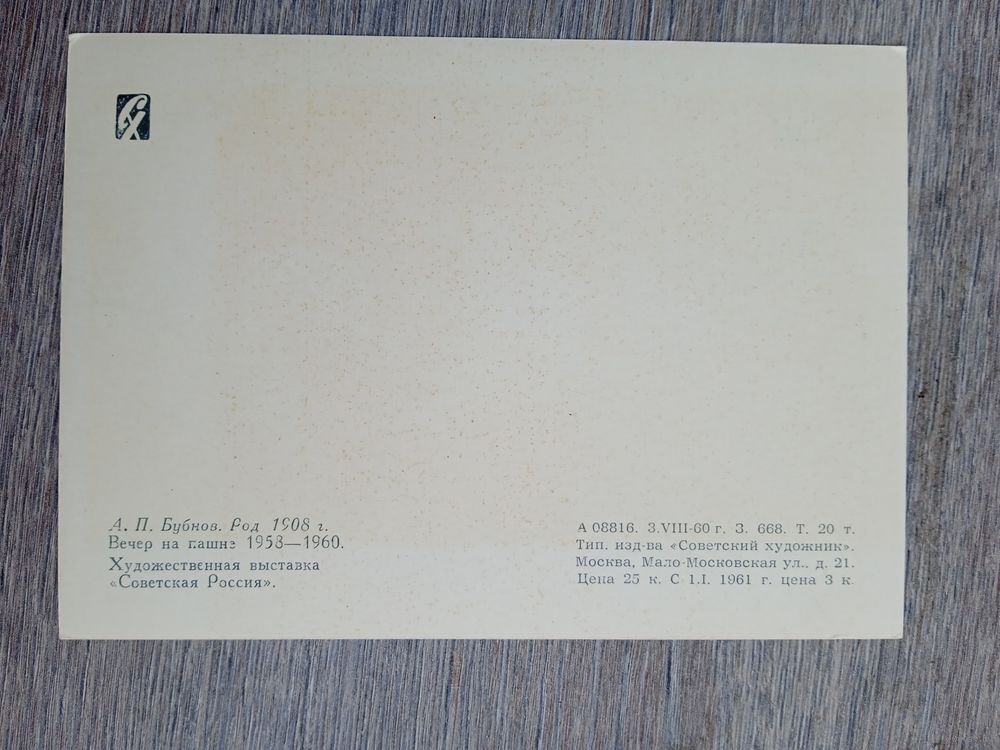 СХ
А. П. Бубнов. Род 1908 г.
Вечер на пашне 1958—1960.
Художественная выставка
«Советская Россия».
А 08816. 3.VIII-60 г. З. 668. Т. 20 т.
Тип. изд-ва «Советский художник».
Москва, Мало-Московская ул., д. 21.
Цена 25 к. С 1.I. 1961 г. цена 3 к.